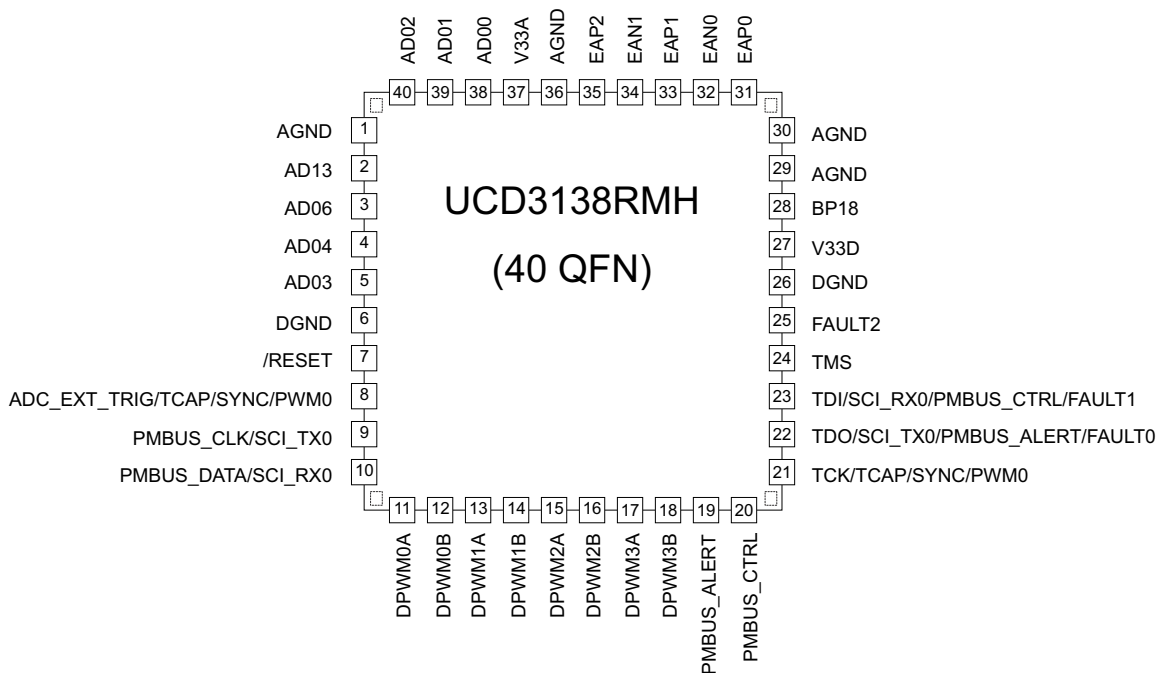 AD02
AD01
AD00
V33A
AGND
EAP2
EAN1
EAP1
EAN0
EAP0
40
39
38
37
36
35
34
33
32
31
AGND
1
AD13
2
AD06
3
AD04
4
AD03
5
DGND
6
/RESET
7
ADC_EXT_TRIG/TCAP/SYNC/PWM0
8
PMBUS_CLK/SCI_TX0
9
PMBUS_DATA/SCI_RX0
10
UCD3138RMH
(40 QFN)
30
AGND
29
AGND
28
BP18
27
V33D
26
DGND
25
FAULT2
24
TMS
23
TDI/SCI_RX0/PMBUS_CTRL/FAULT1
22
TDO/SCI_TX0/PMBUS_ALERT/FAULT0
21
TCK/TCAP/SYNC/PWM0
11
12
13
14
15
16
17
18
19
20
DPWM0A
DPWM0B
DPWM1A
DPWM1B
DPWM2A
DPWM2B
DPWM3A
DPWM3B
PMBUS_ALERT
PMBUS_CTRL